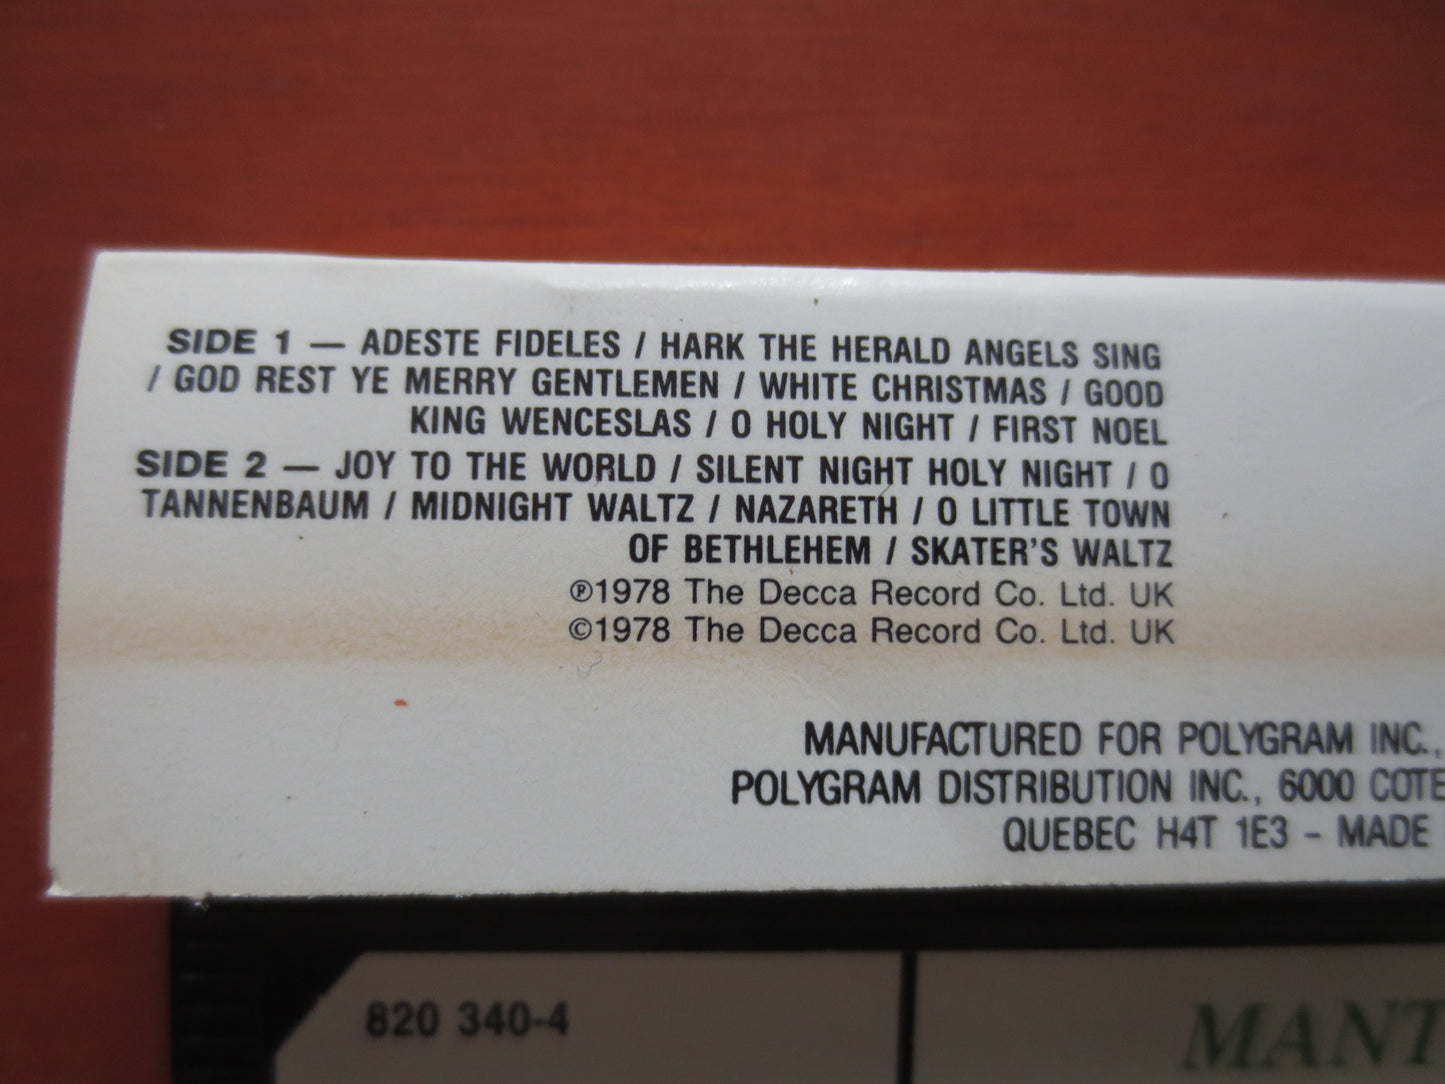 SIDE 1 — ADESTE FIDELES / HARK THE HERALD ANGELS SING
/ GOD REST YE MERRY GENTLEMEN / WHITE CHRISTMAS / GOOD
KING WENCESLAS / O HOLY NIGHT / FIRST NOEL
SIDE 2 — JOY TO THE WORLD / SILENT NIGHT HOLY NIGHT / O
TANNENBAUM / MIDNIGHT WALTZ / NAZARETH / O LITTLE TOWN
OF BETHLEHEM / SKATER'S WALTZ
℗1978 The Decca Record Co. Ltd. UK
©1978 The Decca Record Co. Ltd. UK
MANUFACTURED FOR POLYGRAM INC.,
POLYGRAM DISTRIBUTION INC., 6000 COTE
QUEBEC H4T 1E3 - MADE
820 340-4
MANT